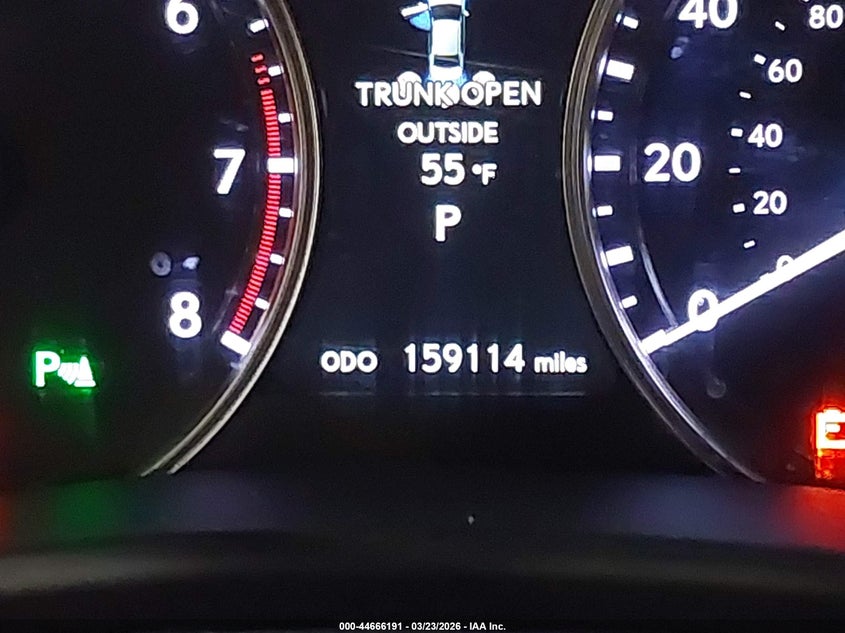 6
7
8
TRUNK OPEN
OUTSIDE
55 °F
P
ODO 159114 miles
40
20
0
80
60
40
20
0
P
E
000-44666191 - 03/23/2026 - IAA Inc.